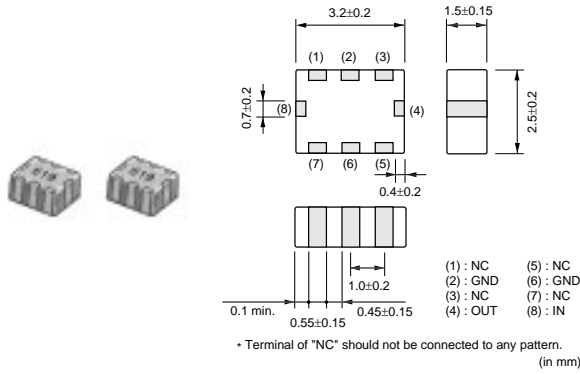 3.2±0.2
1.5±0.15
(1) (2) (3)
0.7±0.2
(8)
(4)
2.5±0.2
(7) (6) (5)
0.4±0.2
1.0±0.2
0.1 min.
0.45±0.15
0.55±0.15
(1) : NC (5) : NC
(2) : GND (6) : GND
(3) : NC (7) : NC
(4) : OUT (8) : IN
* Terminal of "NC" should not be connected to any pattern.
(in mm)